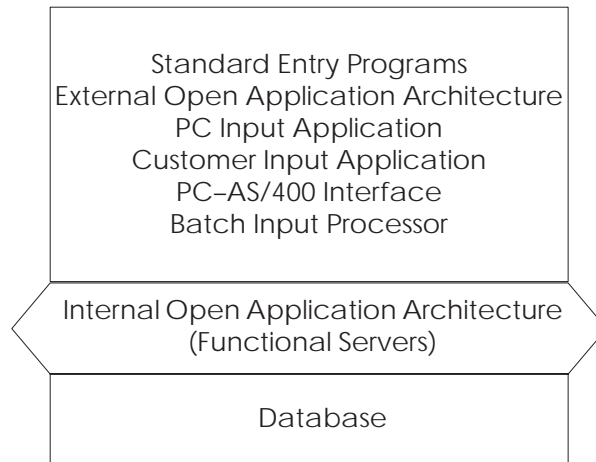 Standard Entry Programs
External Open Application Architecture
PC Input Application
Customer Input Application
PC–AS/400 Interface
Batch Input Processor
Internal Open Application Architecture
(Functional Servers)
Database